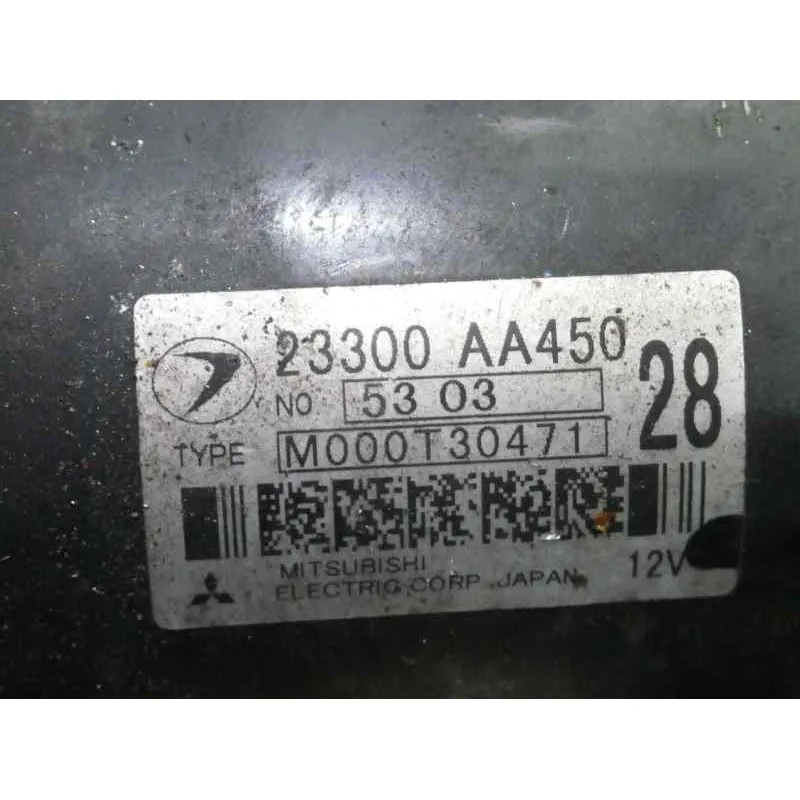 23300 AA450
28
NO 53 03
TYPE M000T30471
MITSUBISHI
ELECTRIC CORP. JAPAN 12V